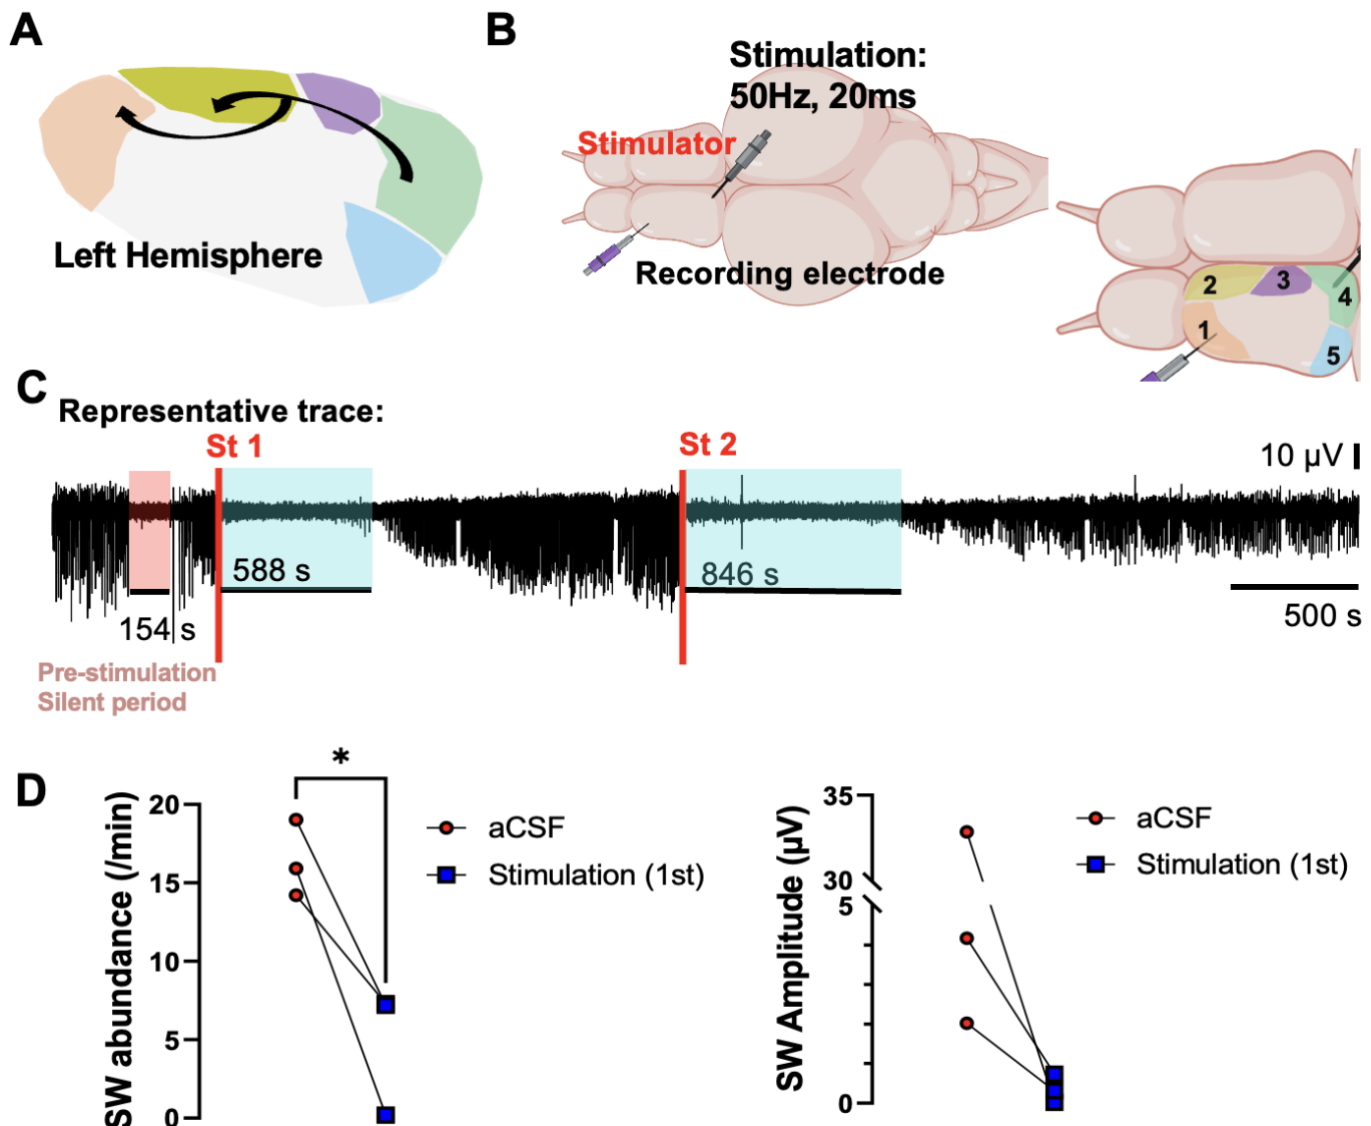 A
Left Hemisphere
B
Stimulation:
50Hz, 20ms
Stimulator
Recording electrode
2
3
4
1
5
C
Representative trace:
St 1
St 2
10 µV
588 s
846 s
154 s
500 s
Pre-stimulation
Silent period
D
SW abundance (/min)
20
15
10
5
0
*
aCSF
Stimulation (1st)
SW Amplitude (µV)
35
30
5
0
aCSF
Stimulation (1st)